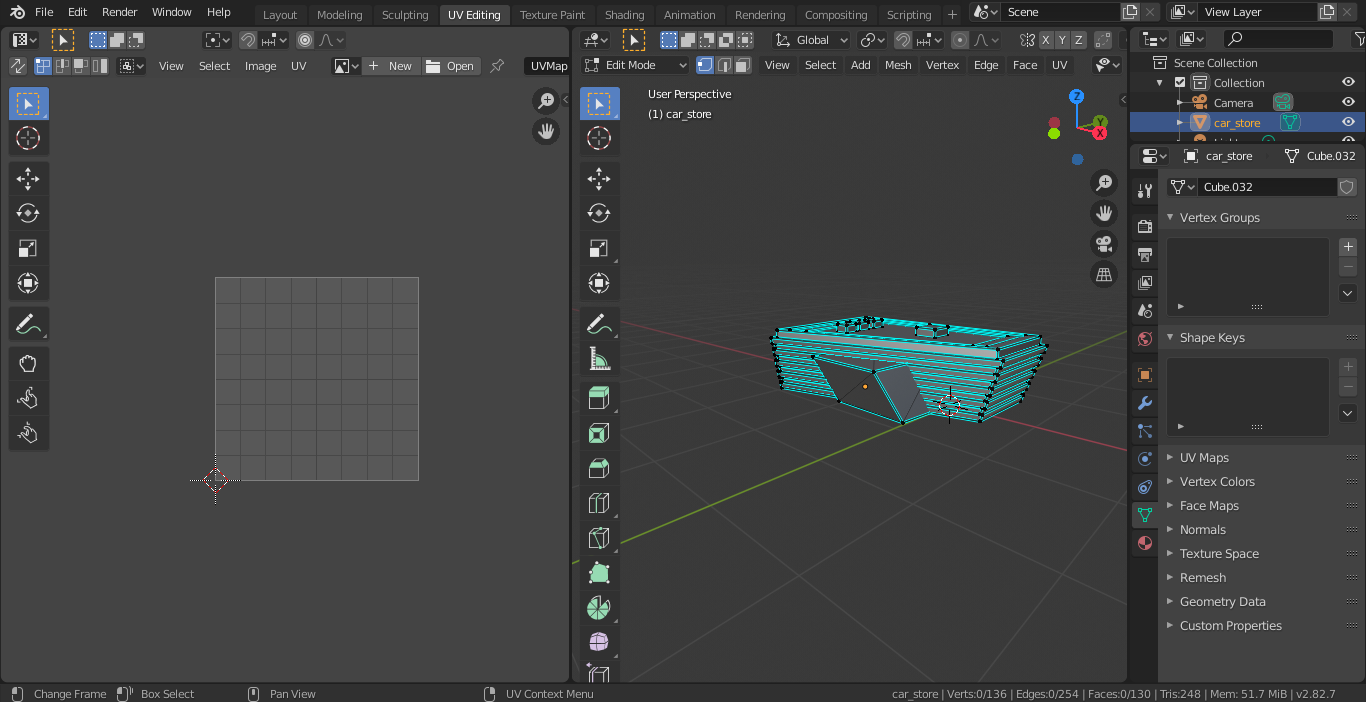 File Edit Render Window Help Layout Modeling Sculpting UV Editing Texture Paint Shading Animation Rendering Compositing Scripting + Scene View Layer
Global X Y Z
View Select Image UV New Open UVMap Edit Mode View Select Add Mesh Vertex Edge Face UV
Scene Collection
Collection
Camera
car_store
User Perspective
(1) car_store
Z
Y
X
car_store Cube.032
Cube.032
Vertex Groups
Shape Keys
UV Maps
Vertex Colors
Face Maps
Normals
Texture Space
Remesh
Geometry Data
Custom Properties
Change Frame Box Select Pan View UV Context Menu car_store | Verts:0/136 | Edges:0/254 | Faces:0/130 | Tris:248 | Mem: 51.7 MiB | v2.82.7